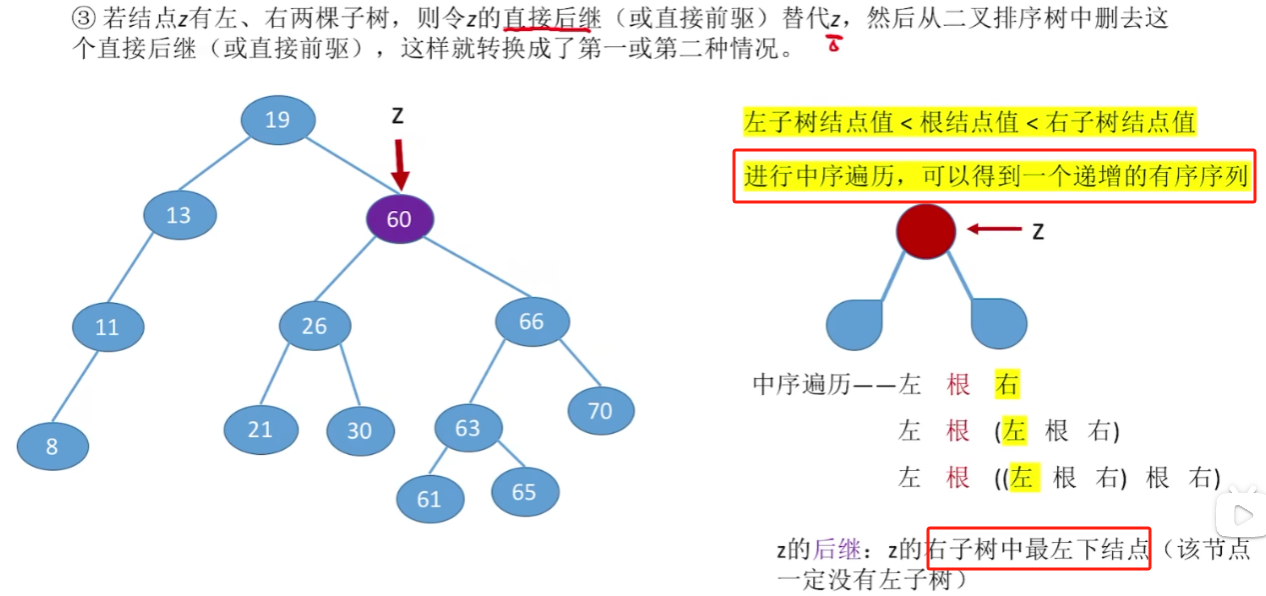 ③ 若结点z有左、右两棵子树，则令z的直接后继（或直接前驱）替代z，然后从二叉排序树中删去这
个直接后继（或直接前驱），这样就转换成了第一或第二种情况。
19
z
13
60
11
26
66
8
21
30
63
70
61
65
左子树结点值 < 根结点值 < 右子树结点值
进行中序遍历，可以得到一个递增的有序序列
z
中序遍历——左 根 右
左 根 (左 根 右)
左 根 ((左 根 右) 根 右)
z的后继：z的右子树中最左下结点（该节点
一定没有左子树）